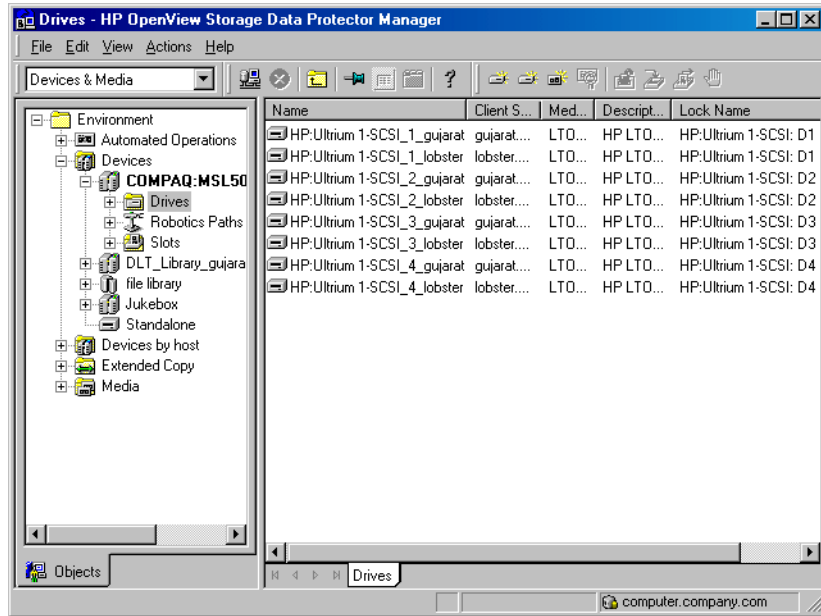 Drives - HP OpenView Storage Data Protector Manager
File Edit View Actions Help
Devices & Media
Environment
Automated Operations
Devices
COMPAQ:MSL50
Drives
Robotics Paths
Slots
DLT_Library_gujara
file library
Jukebox
Standalone
Devices by host
Extended Copy
Media
Objects
Name Client S... Med... Descript... Lock Name
HP:Ultrium 1-SCSI_1_gujarat gujarat.... LTO... HP LTO... HP:Ultrium 1-SCSI: D1
HP:Ultrium 1-SCSI_1_lobster lobster.... LTO... HP LTO... HP:Ultrium 1-SCSI: D1
HP:Ultrium 1-SCSI_2_gujarat gujarat.... LTO... HP LTO... HP:Ultrium 1-SCSI: D2
HP:Ultrium 1-SCSI_2_lobster lobster.... LTO... HP LTO... HP:Ultrium 1-SCSI: D2
HP:Ultrium 1-SCSI_3_gujarat gujarat.... LTO... HP LTO... HP:Ultrium 1-SCSI: D3
HP:Ultrium 1-SCSI_3_lobster lobster.... LTO... HP LTO... HP:Ultrium 1-SCSI: D3
HP:Ultrium 1-SCSI_4_gujarat gujarat.... LTO... HP LTO... HP:Ultrium 1-SCSI: D4
HP:Ultrium 1-SCSI_4_lobster lobster.... LTO... HP LTO... HP:Ultrium 1-SCSI: D4
Drives
computer.company.com